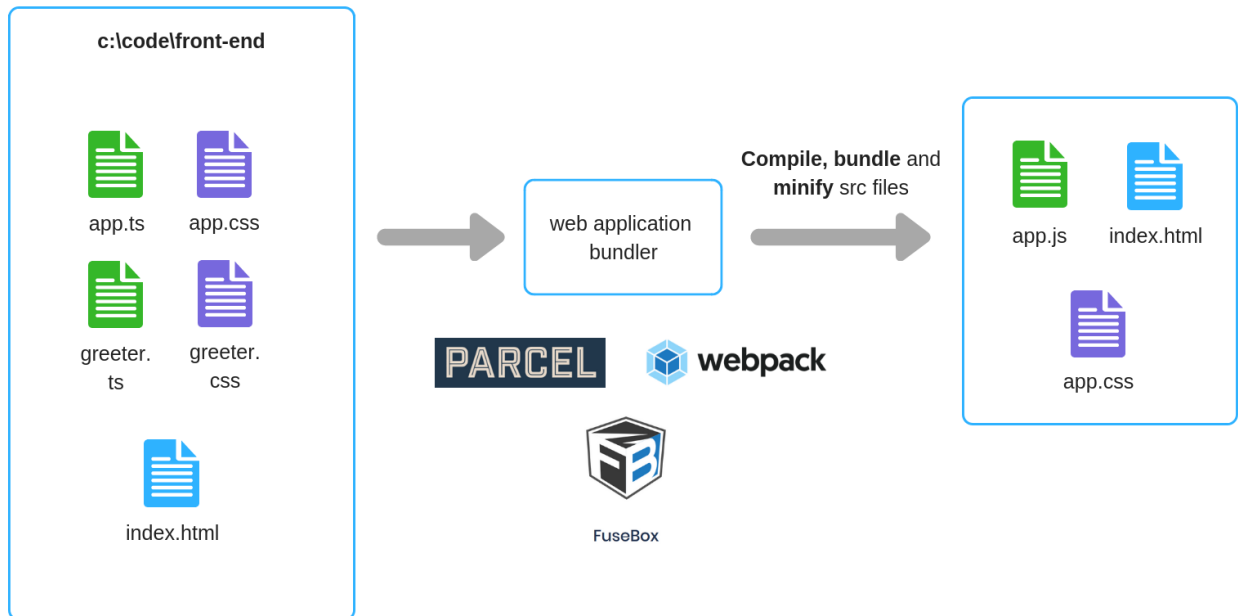 c:\code\front-end
app.ts
app.css
greeter.
ts
greeter.
css
index.html
web application
bundler
PARCEL
webpack
FB
FuseBox
Compile, bundle and
minify src files
app.js
index.html
app.css